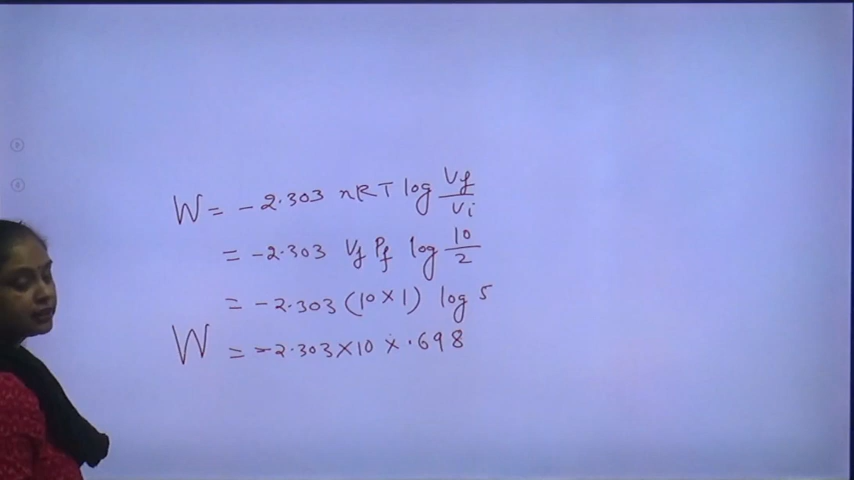 W = -2.303 nRT log Vf/Vi
= -2.303 Vf Pf log 10/2
= -2.303 (10×1) log 5
W = -2.303×10 × .698